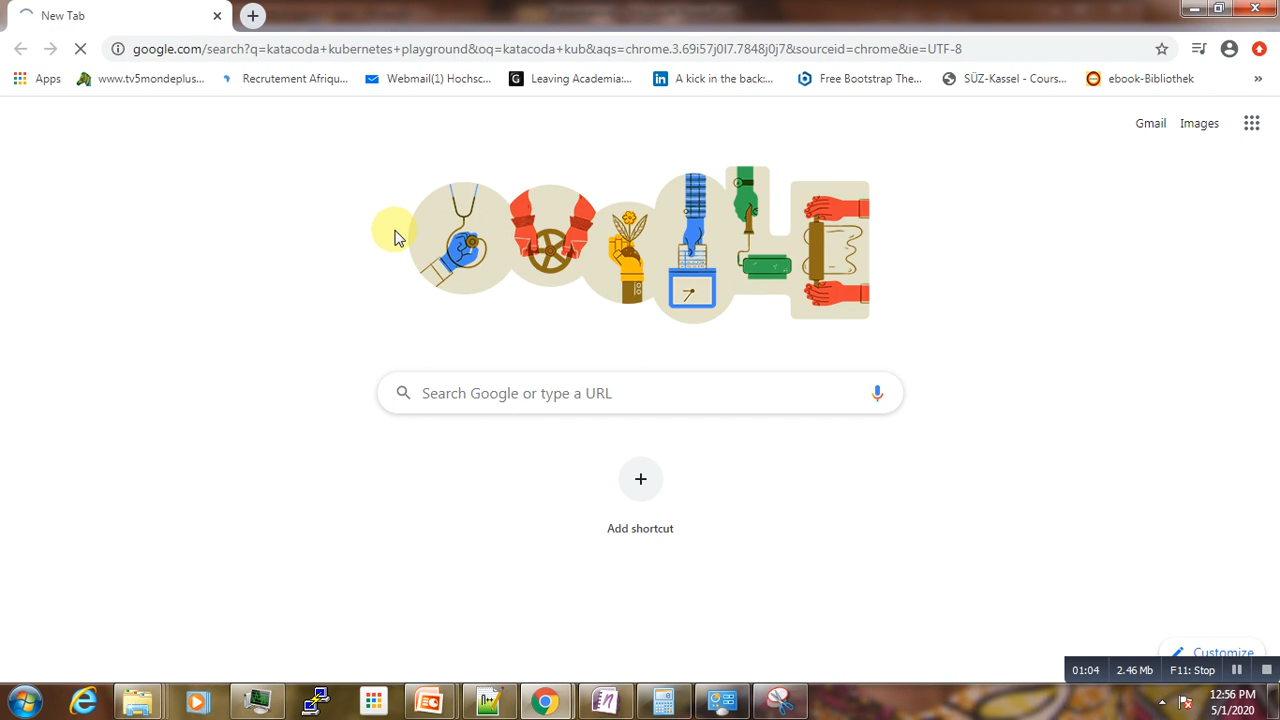 New Tab
google.com/search?q=katacoda+kubernetes+playground&oq=katacoda+kub&aqs=chrome.3.69i57j0l7.7848j0j7&sourceid=chrome&ie=UTF-8
Apps www.tv5mondeplus... Recrutement Afriqu... Webmail(1) Hochsc... Leaving Academia:... A kick in the back:... Free Bootstrap The... SÜZ-Kassel - Cours... ebook-Bibliothek »
Gmail Images
Search Google or type a URL
Add shortcut
Customize
01:04 2.46 Mb F11: Stop
12:56 PM
5/1/2020